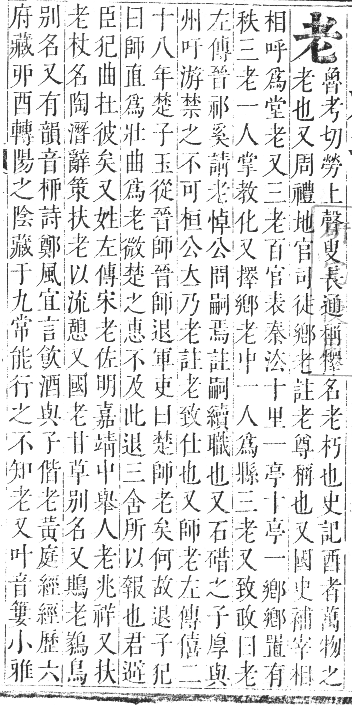 老魯考切勞上聲叟長通稱釋名老朽也史記酉者萬物之
老也又周禮地官司徒鄉老註老尊稱也又國史補宰相
相呼爲堂老又三老百官表秦法十里一亭十亭一鄉鄉置有
秩三老一人掌教化又擇鄉老中一人爲縣三老又致政曰老
左傳晉祁奚請老悼公問嗣焉註嗣續職也又石碏之子厚與
州吁游禁之不可桓公立乃老註老致仕也又師老左傳僖二
十八年楚子玉從晉師晉師退軍吏曰楚師老矣何故退子犯
曰師直爲壯曲爲老微楚之惠不及此退三舍所以報也君避
臣犯曲在彼矣又姓左傳宋老佐明嘉靖中舉人老兆祥又扶
老杖名陶潛辭策扶老以流憩又國老甘草別名又䳢老鶨鳥
別名又有韻音栁詩鄭風宜言飲酒與子偕老黃庭經經歷六
府藏卯酉轉陽之陰藏于九常能行之不知老又叶音簍小雅